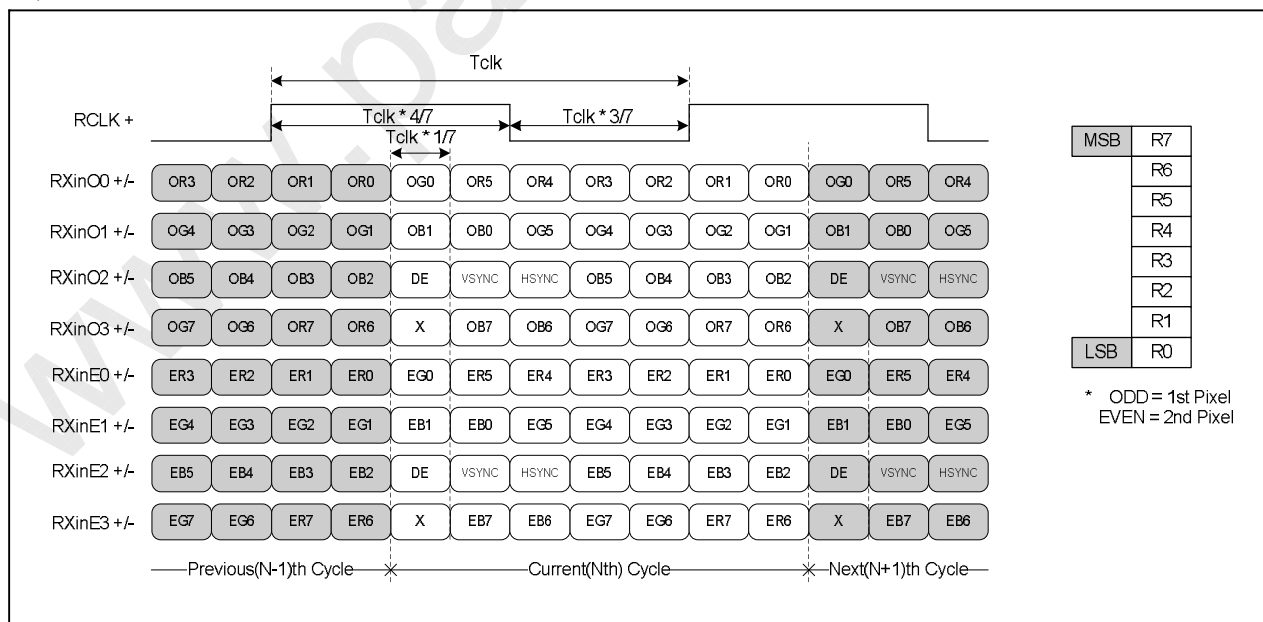 www.pa
Tclk
RCLK +
Tclk * 4/7
Tclk * 3/7
Tclk * 1/7
RXinO0 +/- OR3 OR2 OR1 OR0 OG0 OR5 OR4 OR3 OR2 OR1 OR0 OG0 OR5 OR4
RXinO1 +/- OG4 OG3 OG2 OG1 OB1 OB0 OG5 OG4 OG3 OG2 OG1 OB1 OB0 OG5
RXinO2 +/- OB5 OB4 OB3 OB2 DE VSYNC HSYNC OB5 OB4 OB3 OB2 DE VSYNC HSYNC
RXinO3 +/- OG7 OG6 OR7 OR6 X OB7 OB6 OG7 OG6 OR7 OR6 X OB7 OB6
RXinE0 +/- ER3 ER2 ER1 ER0 EG0 ER5 ER4 ER3 ER2 ER1 ER0 EG0 ER5 ER4
RXinE1 +/- EG4 EG3 EG2 EG1 EB1 EB0 EG5 EG4 EG3 EG2 EG1 EB1 EB0 EG5
RXinE2 +/- EB5 EB4 EB3 EB2 DE VSYNC HSYNC EB5 EB4 EB3 EB2 DE VSYNC HSYNC
RXinE3 +/- EG7 EG6 ER7 ER6 X EB7 EB6 EG7 EG6 ER7 ER6 X EB7 EB6
Previous(N-1)th Cycle Current(Nth) Cycle Next(N+1)th Cycle
MSB R7
R6
R5
R4
R3
R2
R1
LSB R0
* ODD = 1st Pixel
EVEN = 2nd Pixel